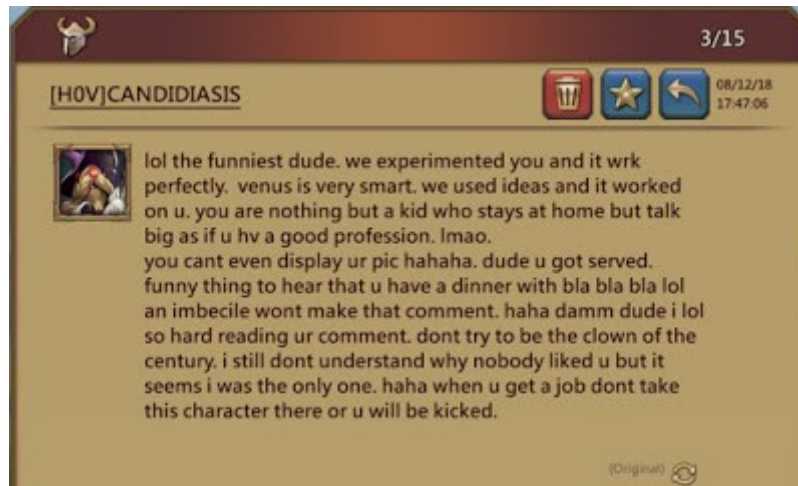 3/15
[H0V]CANDIDIASIS
08/12/18
17:47:06
lol the funniest dude. we experimented you and it wrk
perfectly. venus is very smart. we used ideas and it worked
on u. you are nothing but a kid who stays at home but talk
big as if u hv a good profession. lmao.
you cant even display ur pic hahaha. dude u got served.
funny thing to hear that u have a dinner with bla bla bla lol
an imbecile wont make that comment. haha damm dude i lol
so hard reading ur comment. dont try to be the clown of the
century. i still dont understand why nobody liked u but it
seems i was the only one. haha when u get a job dont take
this character there or u will be kicked.
(Original)